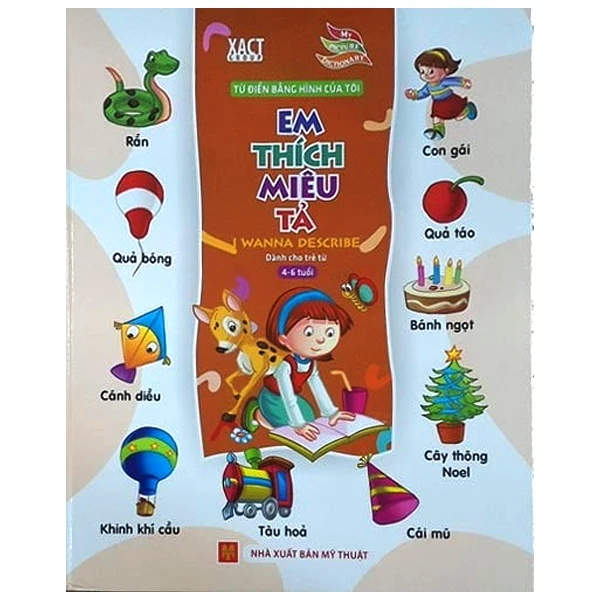 XACT
GROUP
MY
PICTURE
DICTIONARY
TỪ ĐIỂN BẰNG HÌNH CỦA TÔI
EM
THÍCH
MIÊU
TẢ
I WANNA DESCRIBE
Dành cho trẻ từ
4-6 tuổi
Rắn
Con gái
Quả bóng
Quả táo
Bánh ngọt
Cánh diều
Cây thông
Noel
Khinh khí cầu
Tàu hoả
Cái mũ
NHÀ XUẤT BẢN MỸ THUẬT